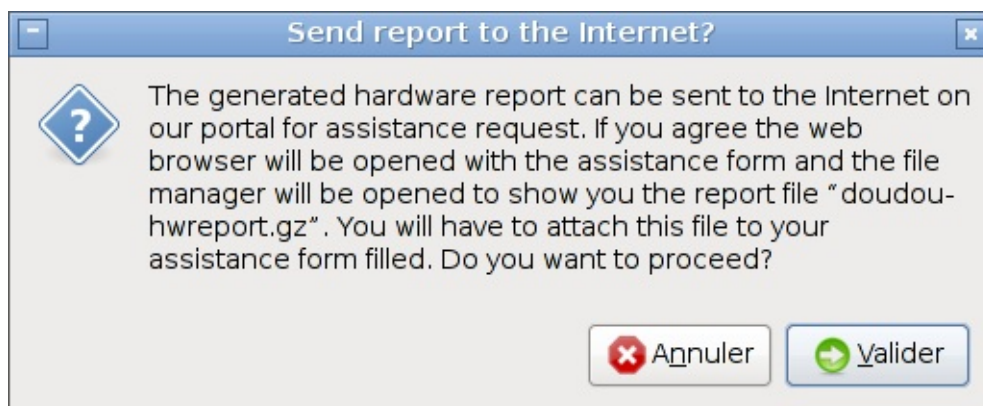 Send report to the Internet?
The generated hardware report can be sent to the Internet on
our portal for assistance request. If you agree the web
browser will be opened with the assistance form and the file
manager will be opened to show you the report file “doudou-
hwreport.gz”. You will have to attach this file to your
assistance form filled. Do you want to proceed?
Annuler
Valider